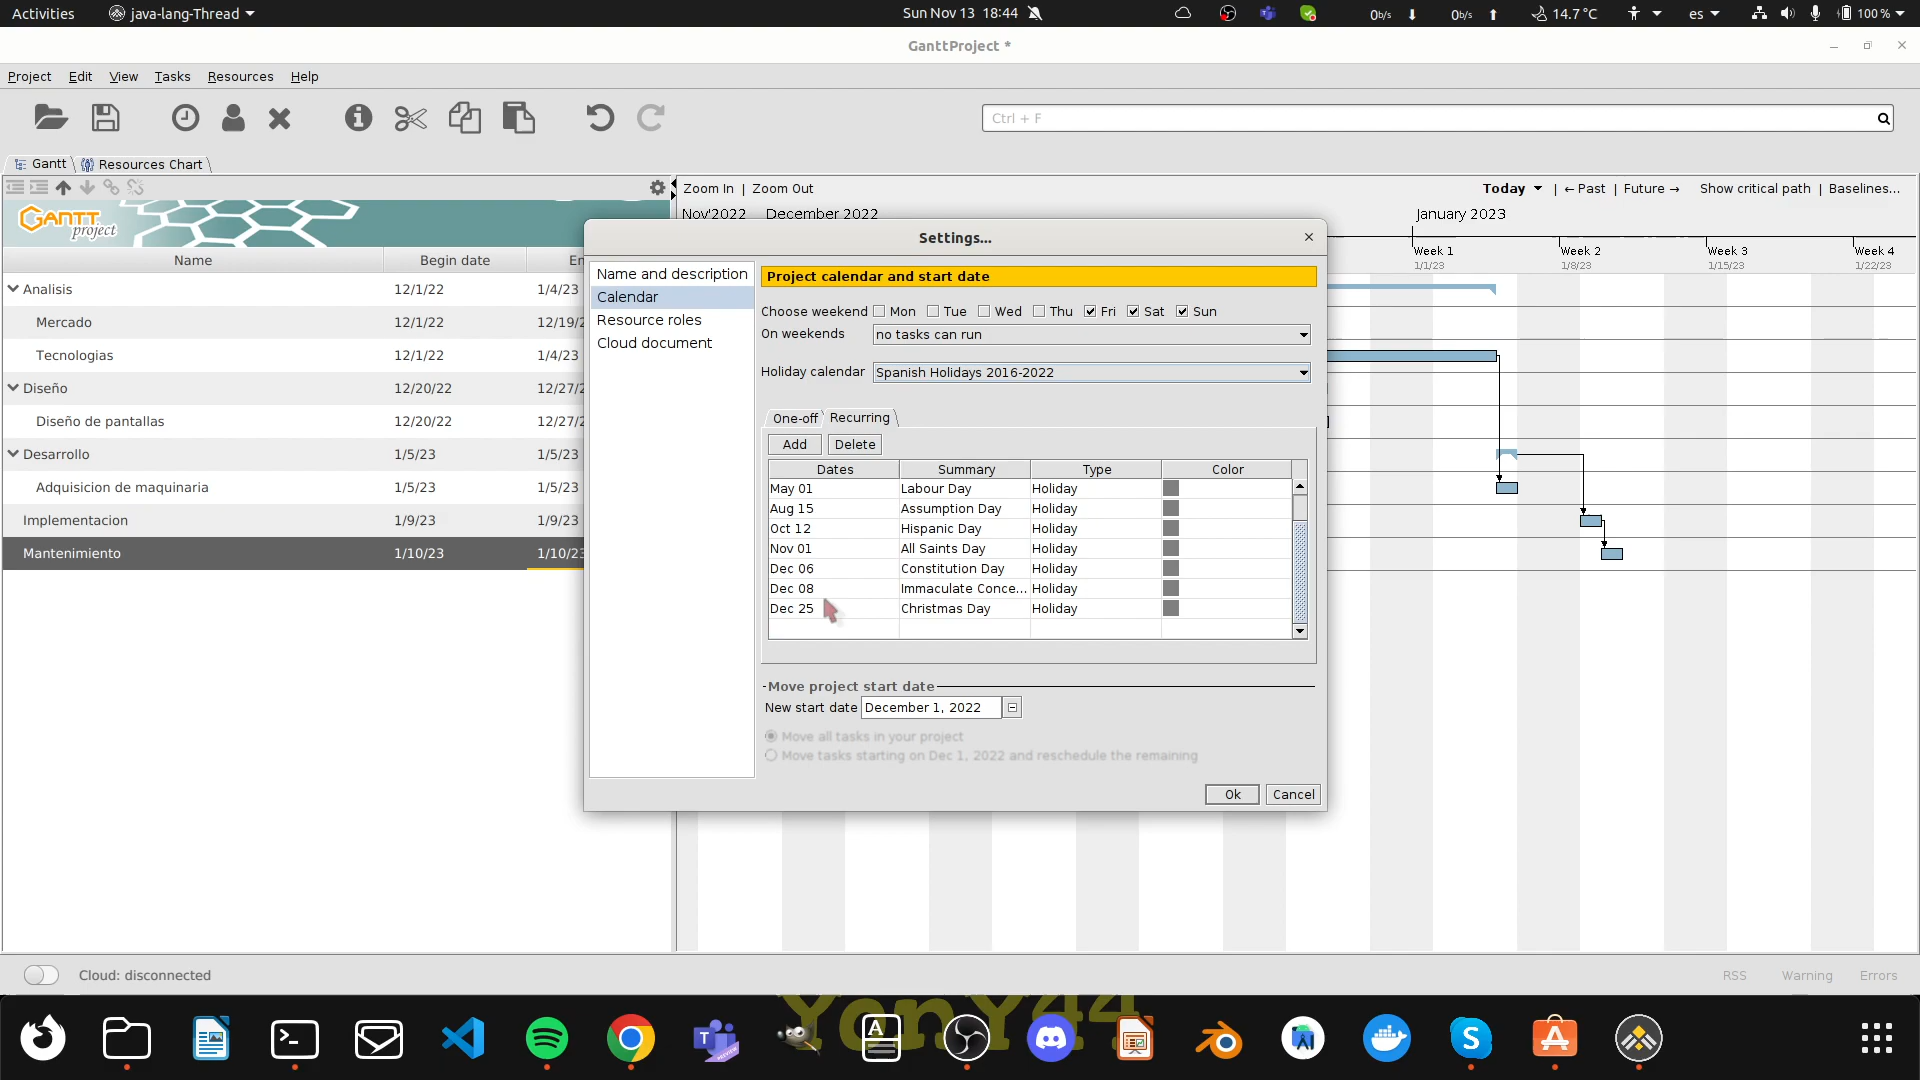 Activities java-lang-Thread Sun Nov 13 18:44 0b/s 0b/s 14.7 °C es 100 %
GanttProject *
Project Edit View Tasks Resources Help
Ctrl + F
Gantt Resources Chart
Zoom In | Zoom Out Today | ←Past | Future → Show critical path | Baselines...
GANTT project
Nov'2022 December 2022 January 2023
Week 1 Week 2 Week 3 Week 4
1/1/23 1/8/23 1/15/23 1/22/23
Name Begin date En
Analisis 12/1/22 1/4/23
Mercado 12/1/22 12/19/2
Tecnologias 12/1/22 1/4/23
Diseño 12/20/22 12/27/2
Diseño de pantallas 12/20/22 12/27/2
Desarrollo 1/5/23 1/5/23
Adquisicion de maquinaria 1/5/23 1/5/23
Implementacion 1/9/23 1/9/23
Mantenimiento 1/10/23 1/10/23
Settings...
Name and description
Calendar
Resource roles
Cloud document
Project calendar and start date
Choose weekend Mon Tue Wed Thu Fri Sat Sun
On weekends no tasks can run
Holiday calendar Spanish Holidays 2016-2022
One-off Recurring
Add Delete
Dates Summary Type Color
May 01 Labour Day Holiday
Aug 15 Assumption Day Holiday
Oct 12 Hispanic Day Holiday
Nov 01 All Saints Day Holiday
Dec 06 Constitution Day Holiday
Dec 08 Immaculate Conce... Holiday
Dec 25 Christmas Day Holiday
Move project start date
New start date December 1, 2022
Move all tasks in your project
Move tasks starting on Dec 1, 2022 and reschedule the remaining
Ok Cancel
Cloud: disconnected RSS Warning Errors
YonY44